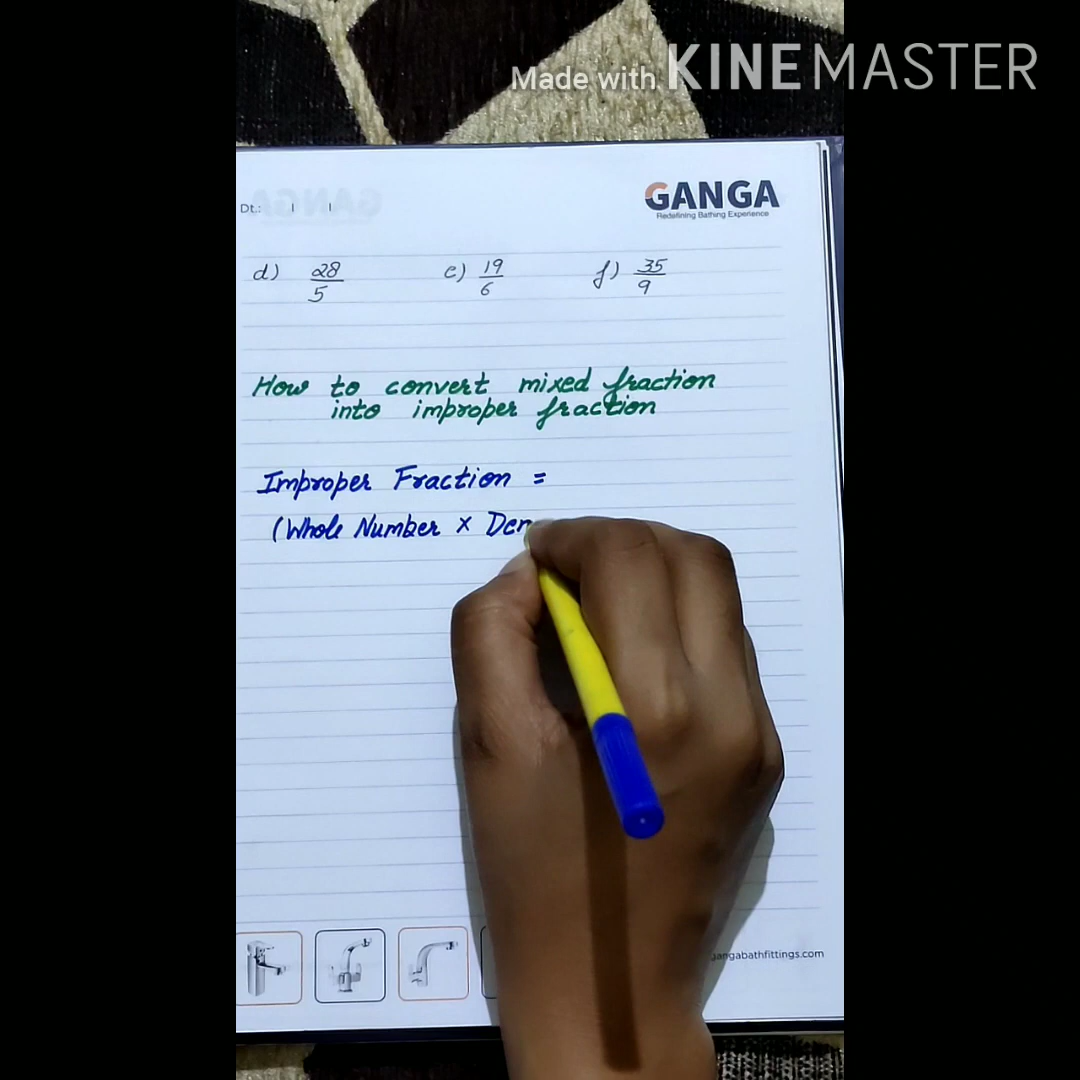 Made with KINEMASTER
GANGA
Redefining Bathing Experience
Dt.:
d) 28/5 e) 19/6 f) 35/9
How to convert mixed fraction
into improper fraction
Improper Fraction =
(Whole Number × Den
gangabathfittings.com